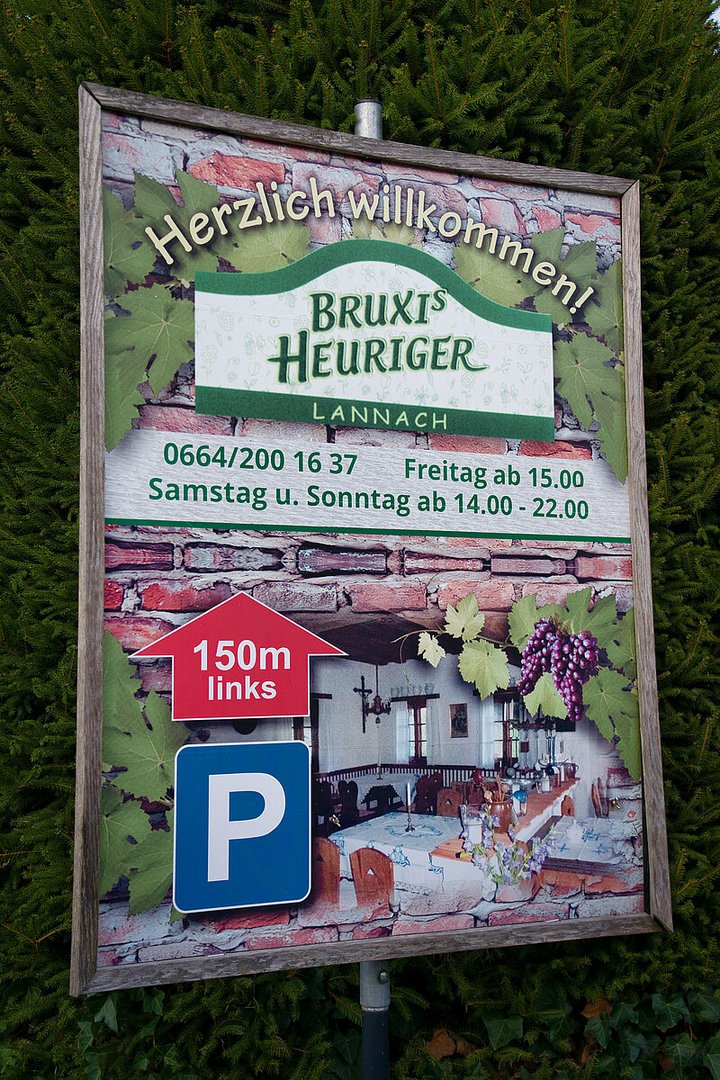 Herzlich willkommen!
BRUXIS
HEURIGER
LANNACH
0664/200 16 37 Freitag ab 15.00
Samstag u. Sonntag ab 14.00 - 22.00
150m
links
P